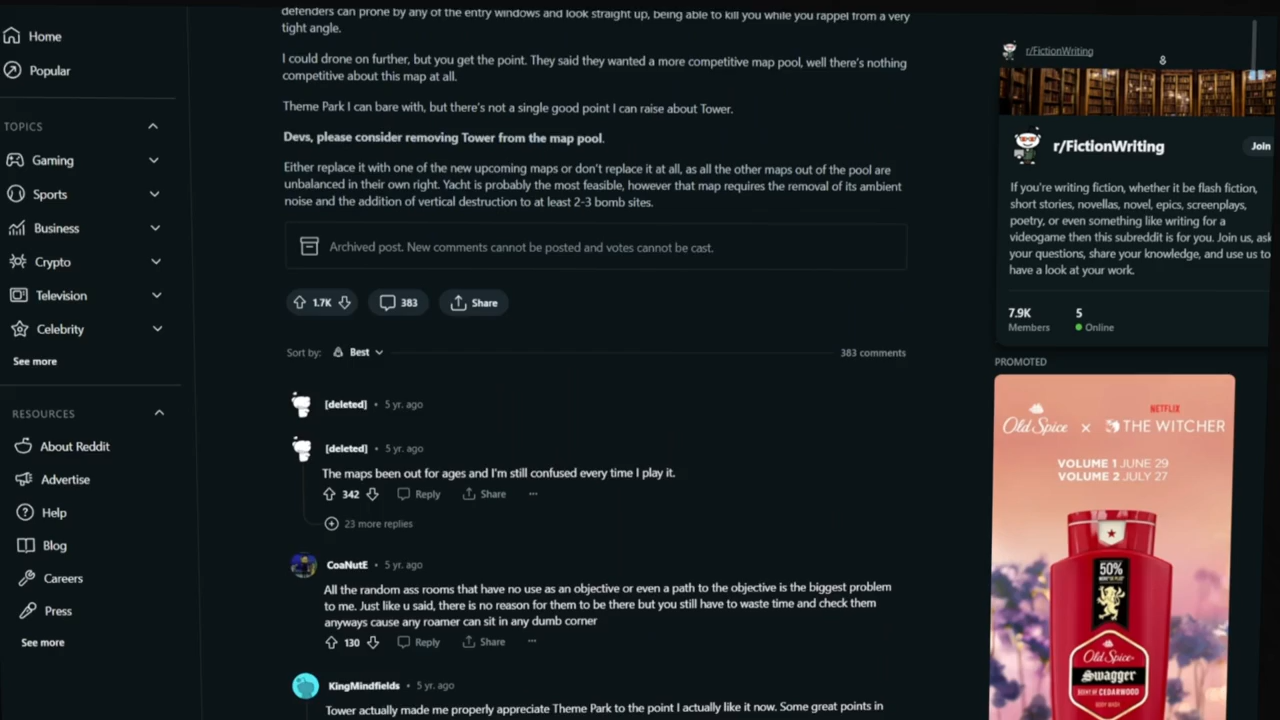 Home
Popular
TOPICS
Gaming
Sports
Business
Crypto
Television
Celebrity
See more
RESOURCES
About Reddit
Advertise
Help
Blog
Careers
Press
See more
defenders can prone by any of the entry windows and look straight up, being able to kill you while you rappel from a very
tight angle.
I could drone on further, but you get the point. They said they wanted a more competitive map pool, well there's nothing
competitive about this map at all.
Theme Park I can bare with, but there's not a single good point I can raise about Tower.
Devs, please consider removing Tower from the map pool.
Either replace it with one of the new upcoming maps or don't replace it at all, as all the other maps out of the pool are
unbalanced in their own right. Yacht is probably the most feasible, however that map requires the removal of its ambient
noise and the addition of vertical destruction to at least 2-3 bomb sites.
Archived post. New comments cannot be posted and votes cannot be cast.
1.7K 383 Share
Sort by: Best 383 comments
[deleted] • 5 yr. ago
[deleted] • 5 yr. ago
The maps been out for ages and I'm still confused every time I play it.
342 Reply Share ...
23 more replies
CoaNutE • 5 yr. ago
All the random ass rooms that have no use as an objective or even a path to the objective is the biggest problem
to me. Just like u said, there is no reason for them to be there but you still have to waste time and check them
anyways cause any roamer can sit in any dumb corner
130 Reply Share ...
KingMindfields • 5 yr. ago
Tower actually made me properly appreciate Theme Park to the point I actually like it now. Some great points in
r/FictionWriting
r/FictionWriting Join
If you're writing fiction, whether it be flash fiction,
short stories, novellas, novel, epics, screenplays,
poetry, or even something like writing for a
videogame then this subreddit is for you. Join us, ask
your questions, share your knowledge, and use us to
have a look at your work.
7.9K 5
Members Online
PROMOTED
Old Spice x NETFLIX THE WITCHER
VOLUME 1 JUNE 29
VOLUME 2 JULY 27
50%
Old Spice
Swagger
SCENT OF CEDARWOOD
BODY WASH